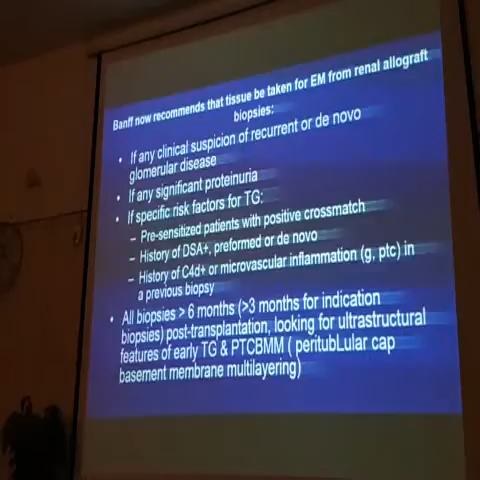 Banff now recommends that tissue be taken for EM from renal allograft
biopsies:
• If any clinical suspicion of recurrent or de novo
glomerular disease
• If any significant proteinuria
• If specific risk factors for TG:
– Pre-sensitized patients with positive crossmatch
– History of DSA+, preformed or de novo
– History of C4d+ or microvascular inflammation (g, ptc) in
a previous biopsy
• All biopsies > 6 months (>3 months for indication
biopsies) post-transplantation, looking for ultrastructural
features of early TG & PTCBMM ( peritubLular cap
basement membrane multilayering)